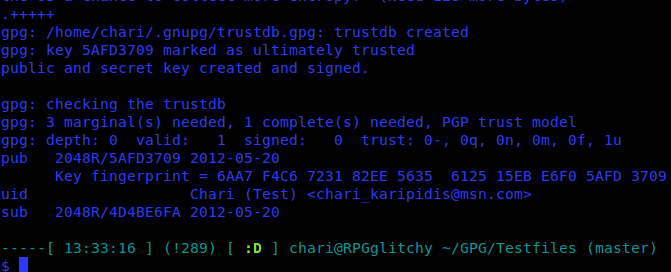 .+++++
gpg: /home/chari/.gnupg/trustdb.gpg: trustdb created
gpg: key 5AFD3709 marked as ultimately trusted
public and secret key created and signed.
gpg: checking the trustdb
gpg: 3 marginal(s) needed, 1 complete(s) needed, PGP trust model
gpg: depth: 0  valid:   1  signed:   0  trust: 0-, 0q, 0n, 0m, 0f, 1u
pub   2048R/5AFD3709 2012-05-20
      Key fingerprint = 6AA7 F4C6 7231 82EE 5635  6125 15EB E6F0 5AFD 3709
uid                  Chari (Test) <chari_karipidis@msn.com>
sub   2048R/4D4BE6FA 2012-05-20
-----[ 13:33:16 ] (!289) [ :D ] chari@RPGglitchy ~/GPG/Testfiles (master)
$